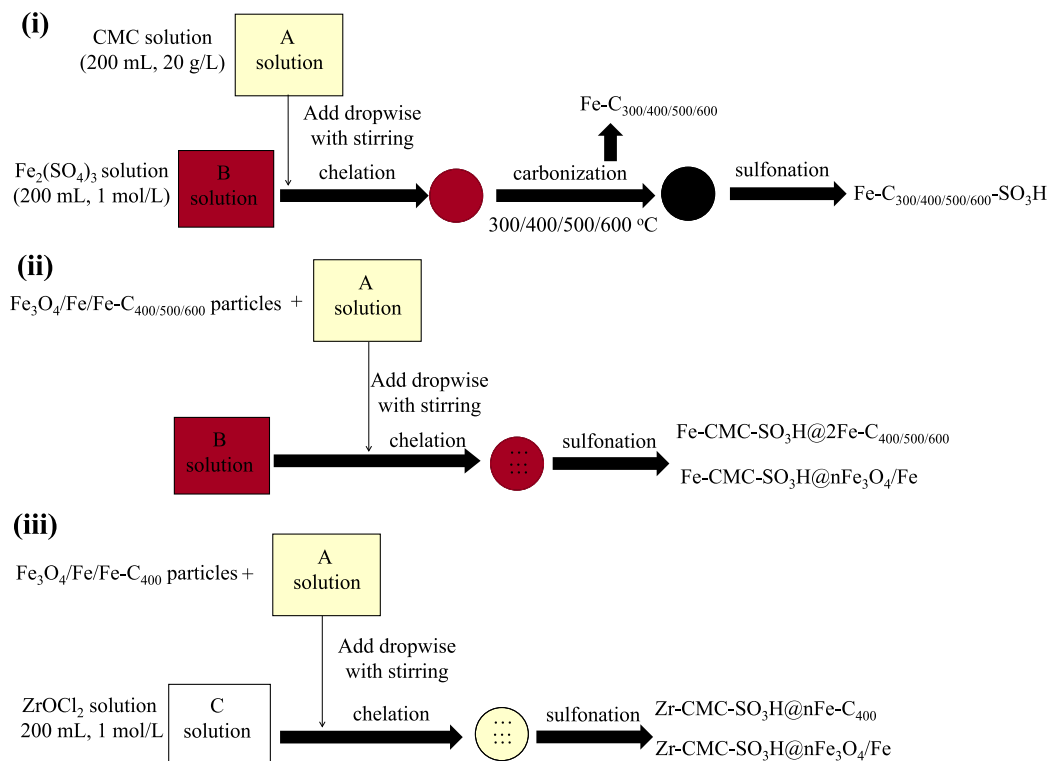 (i)
CMC solution
(200 mL, 20 g/L)
A
solution
Add dropwise
with stirring
Fe₂(SO₄)₃ solution
(200 mL, 1 mol/L)
B
solution
chelation
carbonization
300/400/500/600 °C
Fe-C₃₀₀/₄₀₀/₅₀₀/₆₀₀
sulfonation
Fe-C₃₀₀/₄₀₀/₅₀₀/₆₀₀-SO₃H
(ii)
Fe₃O₄/Fe/Fe-C₄₀₀/₅₀₀/₆₀₀ particles +
A
solution
Add dropwise
with stirring
B
solution
chelation
sulfonation
Fe-CMC-SO₃H@2Fe-C₄₀₀/₅₀₀/₆₀₀
Fe-CMC-SO₃H@nFe₃O₄/Fe
(iii)
Fe₃O₄/Fe/Fe-C₄₀₀ particles +
A
solution
Add dropwise
with stirring
ZrOCl₂ solution
200 mL, 1 mol/L
C
solution
chelation
sulfonation
Zr-CMC-SO₃H@nFe-C₄₀₀
Zr-CMC-SO₃H@nFe₃O₄/Fe